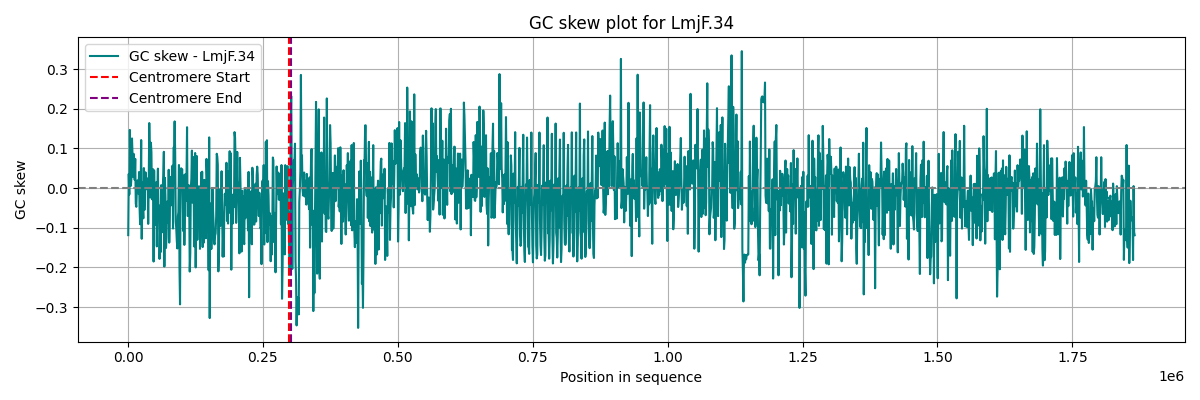 GC skew plot for LmjF.34
GC skew - LmjF.34
Centromere Start
Centromere End
GC skew
0.3
0.2
0.1
0.0
−0.1
−0.2
−0.3
0.00 0.25 0.50 0.75 1.00 1.25 1.50 1.75
1e6
Position in sequence